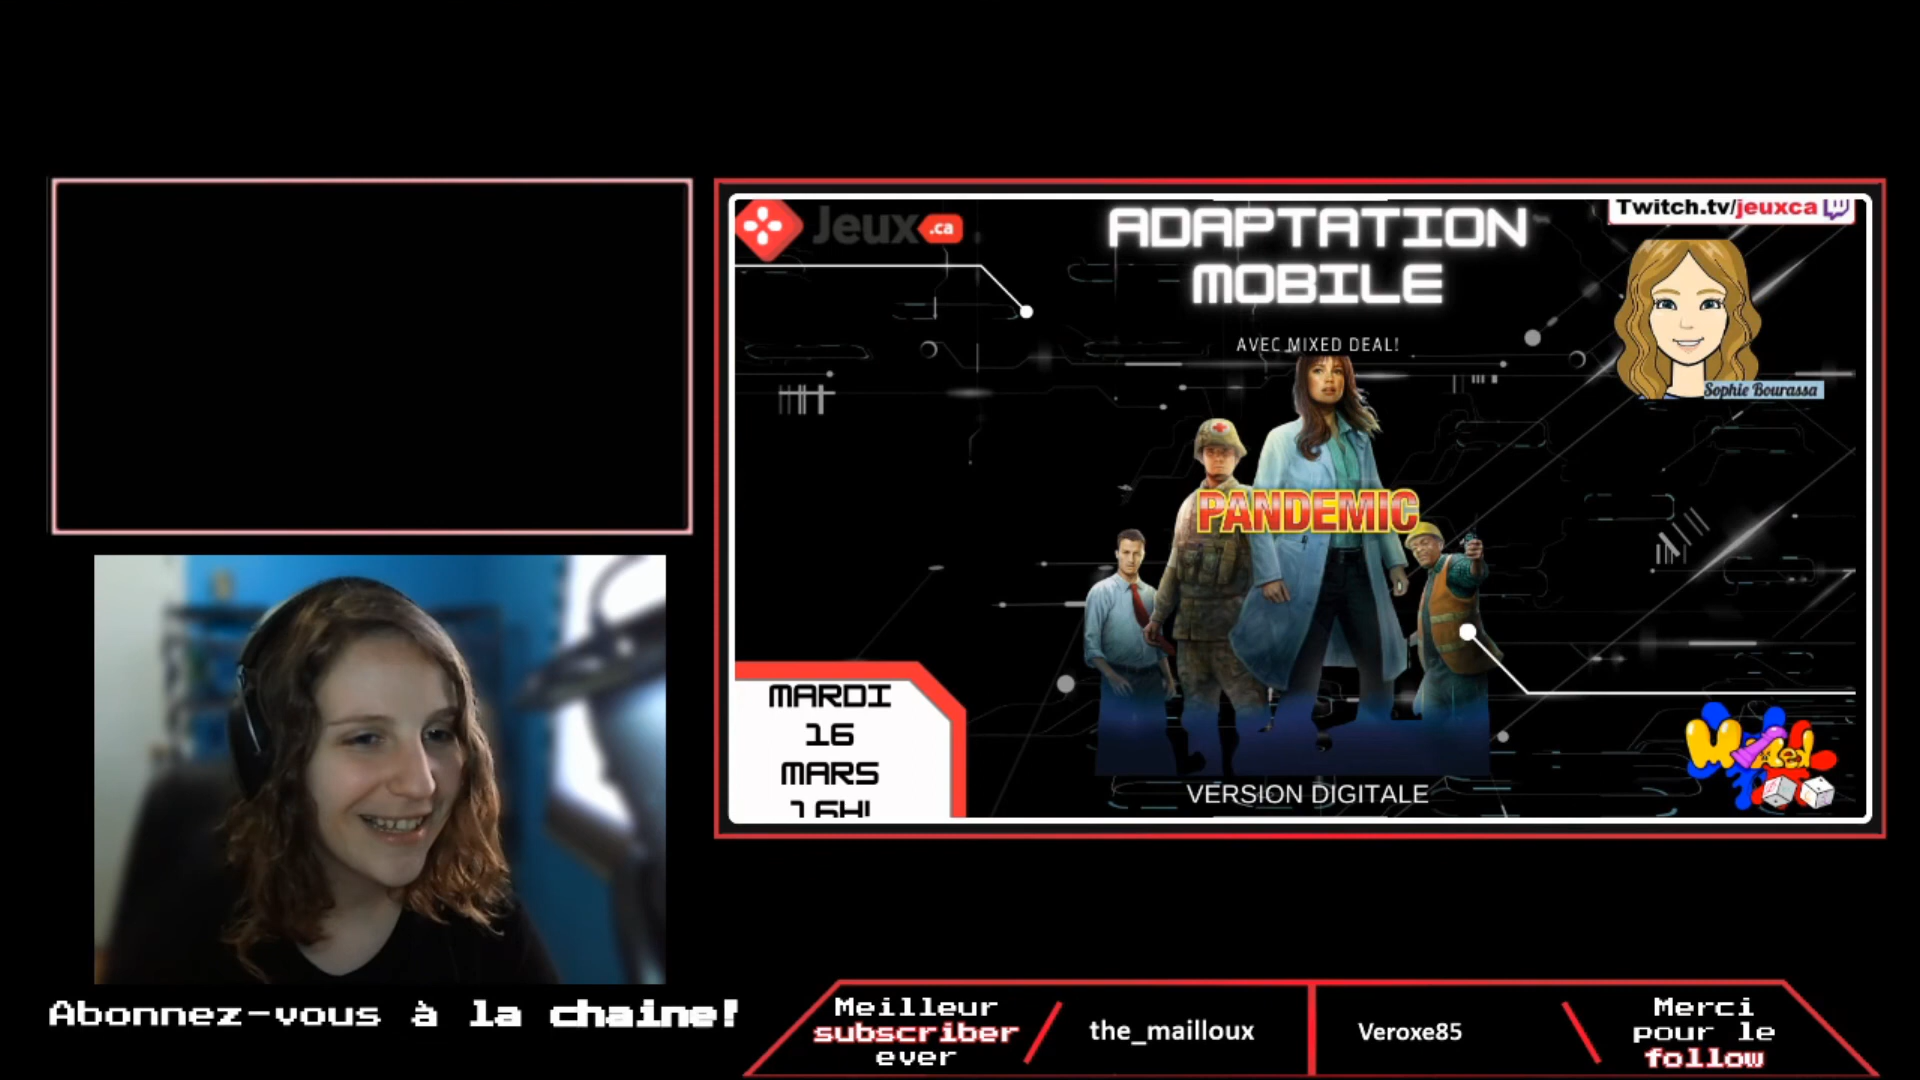 Jeux.ca
ADAPTATION
MOBILE
Twitch.tv/jeuxca
AVEC MIXED DEAL!
Sophie Bourassa
PANDEMIC
MARDI
16
MARS
16H!
VERSION DIGITALE
Abonnez-vous à la chaine!
Meilleur
subscriber
ever
the_mailloux
Veroxe85
Merci
pour le
follow